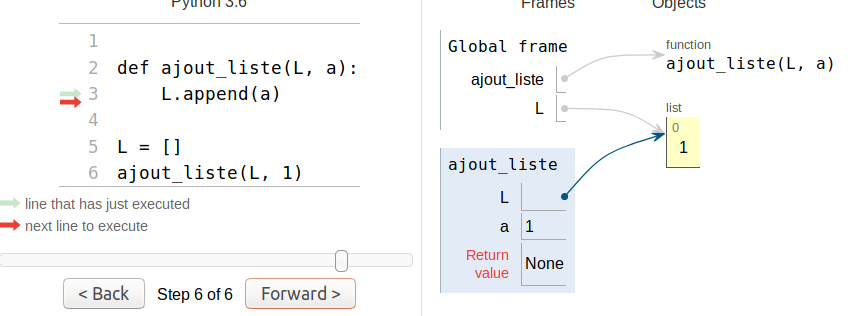 Python 3.6
1
2 def ajout_liste(L, a):
3     L.append(a)
4
5 L = []
6 ajout_liste(L, 1)
line that has just executed
next line to execute
< Back Step 6 of 6 Forward >
Frames Objects
Global frame
ajout_liste
L
function
ajout_liste(L, a)
list
0
1
ajout_liste
L
a 1
Return
value None